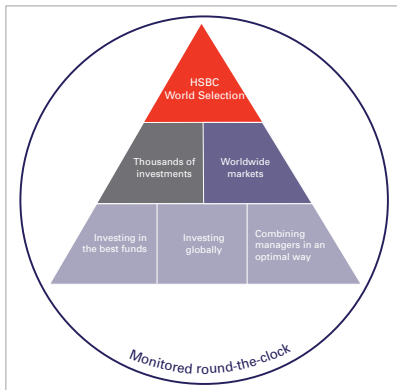 HSBC
World Selection
Thousands of
investments
Worldwide
markets
Investing in
the best funds
Investing
globally
Combining
managers in an
optimal way
Monitored round-the-clock